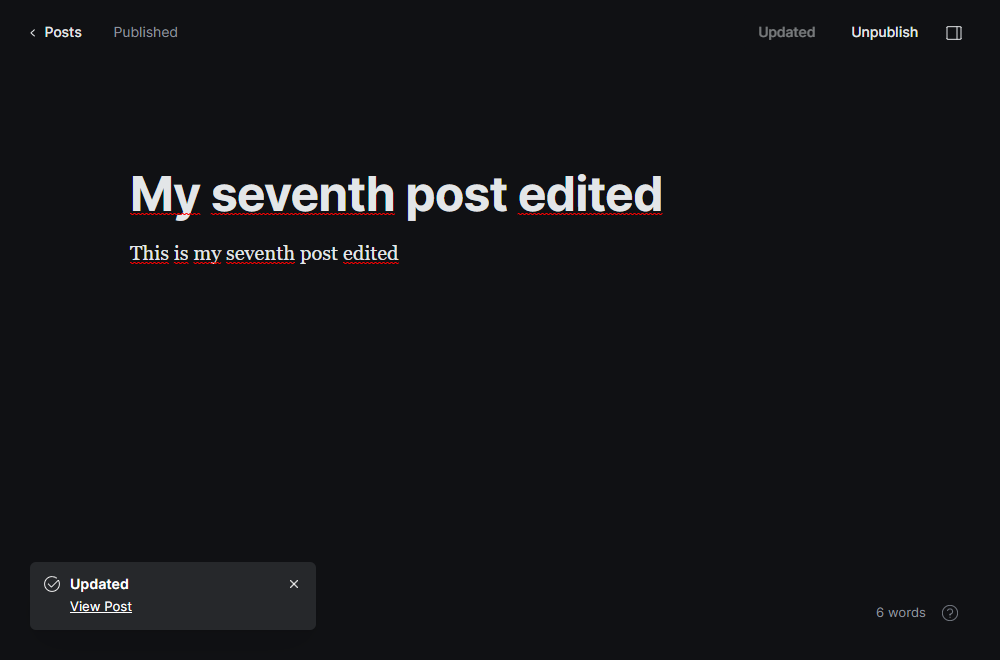 Posts Published Updated Unpublish
My seventh post edited
This is my seventh post edited
Updated
View Post
6 words